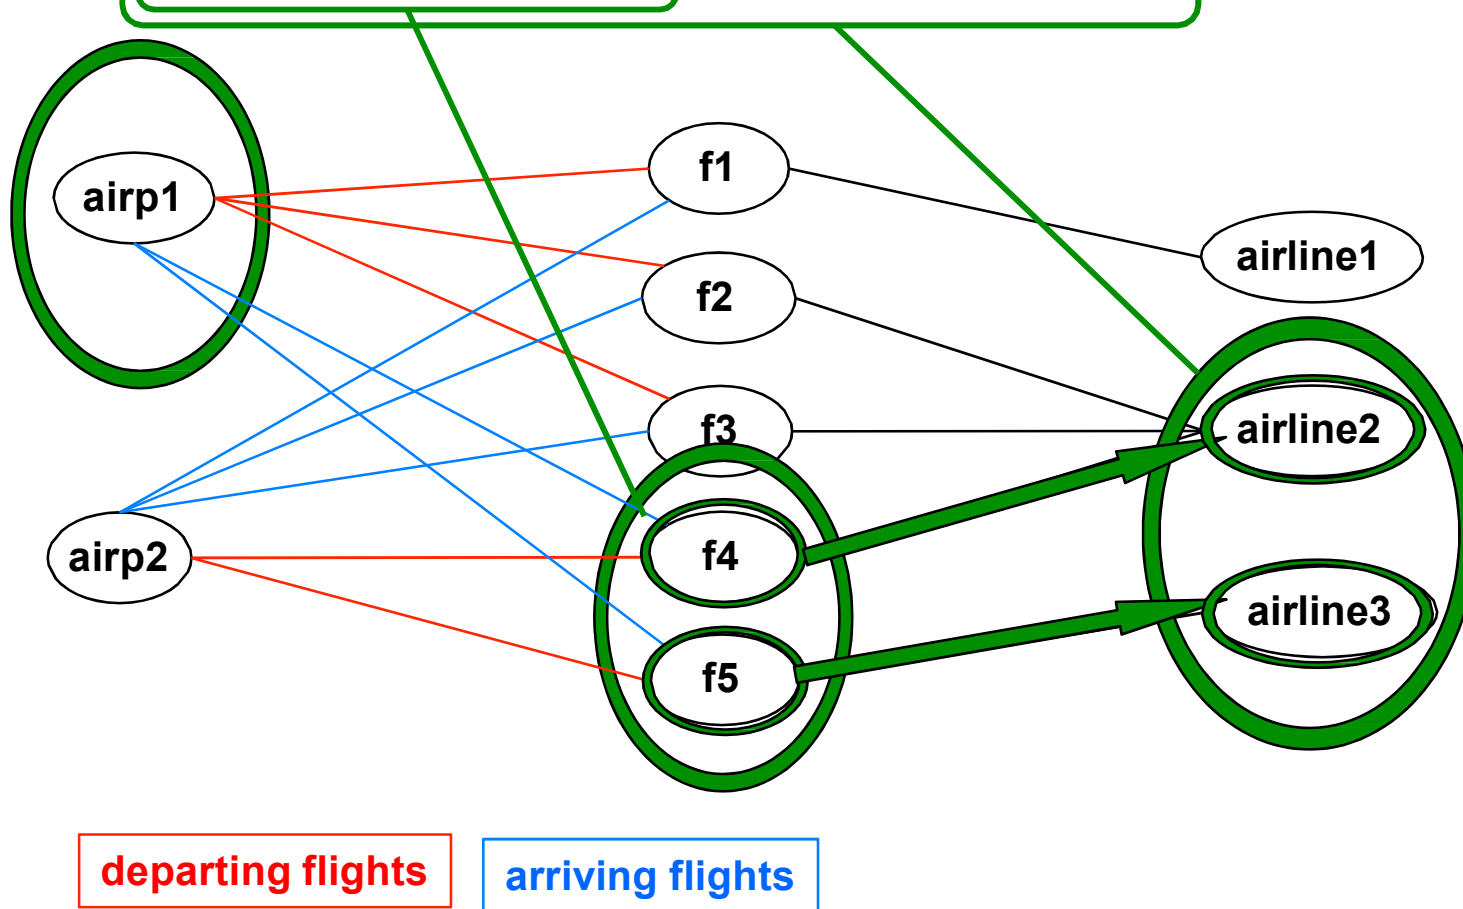 f1
airp1
airline1
f2
f3
airline2
airp2
f4
airline3
f5
departing flights
arriving flights